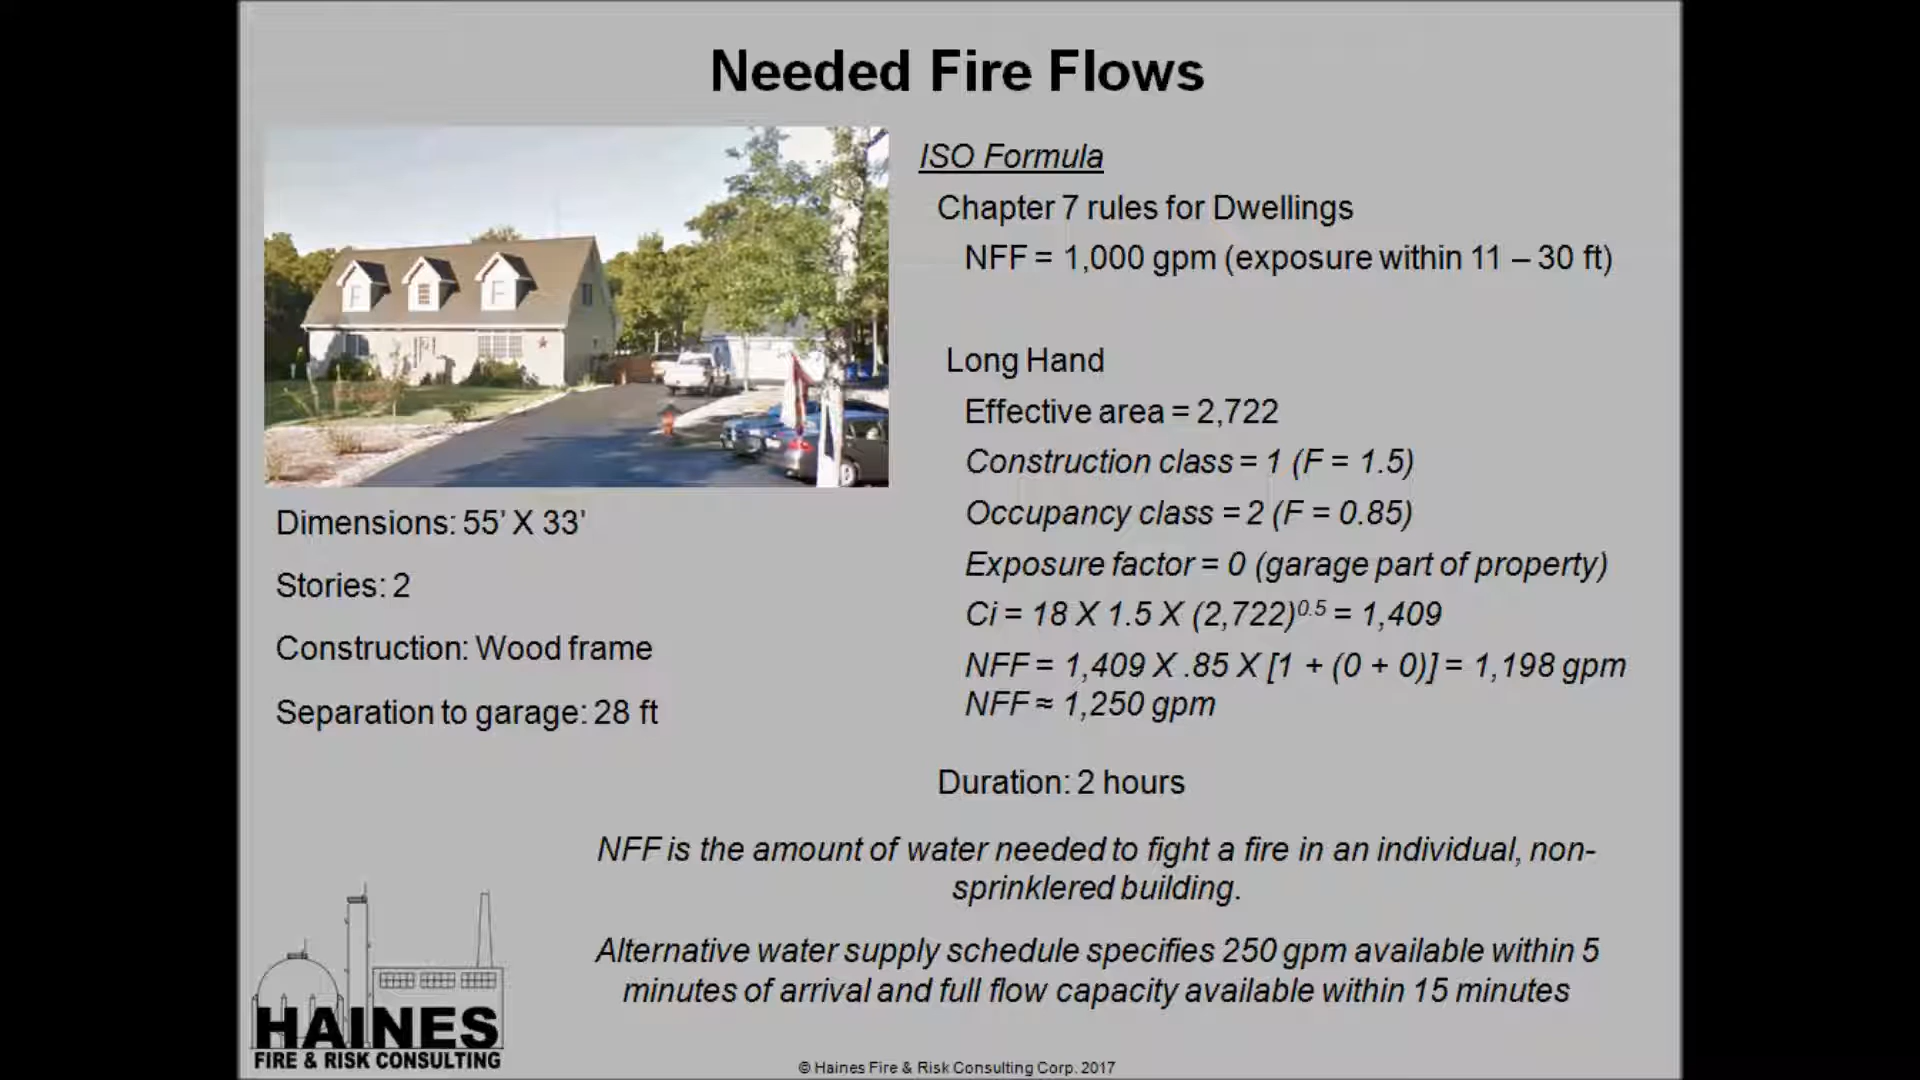 Needed Fire Flows
ISO Formula
Chapter 7 rules for Dwellings
NFF = 1,000 gpm (exposure within 11 – 30 ft)
Long Hand
Effective area = 2,722
Construction class = 1 (F = 1.5)
Occupancy class = 2 (F = 0.85)
Exposure factor = 0 (garage part of property)
Ci = 18 X 1.5 X (2,722)^0.5 = 1,409
NFF = 1,409 X .85 X [1 + (0 + 0)] = 1,198 gpm
NFF ≈ 1,250 gpm
Duration: 2 hours
Dimensions: 55' X 33'
Stories: 2
Construction: Wood frame
Separation to garage: 28 ft
NFF is the amount of water needed to fight a fire in an individual, non-
sprinklered building.
Alternative water supply schedule specifies 250 gpm available within 5
minutes of arrival and full flow capacity available within 15 minutes
HAINES
FIRE & RISK CONSULTING
© Haines Fire & Risk Consulting Corp. 2017